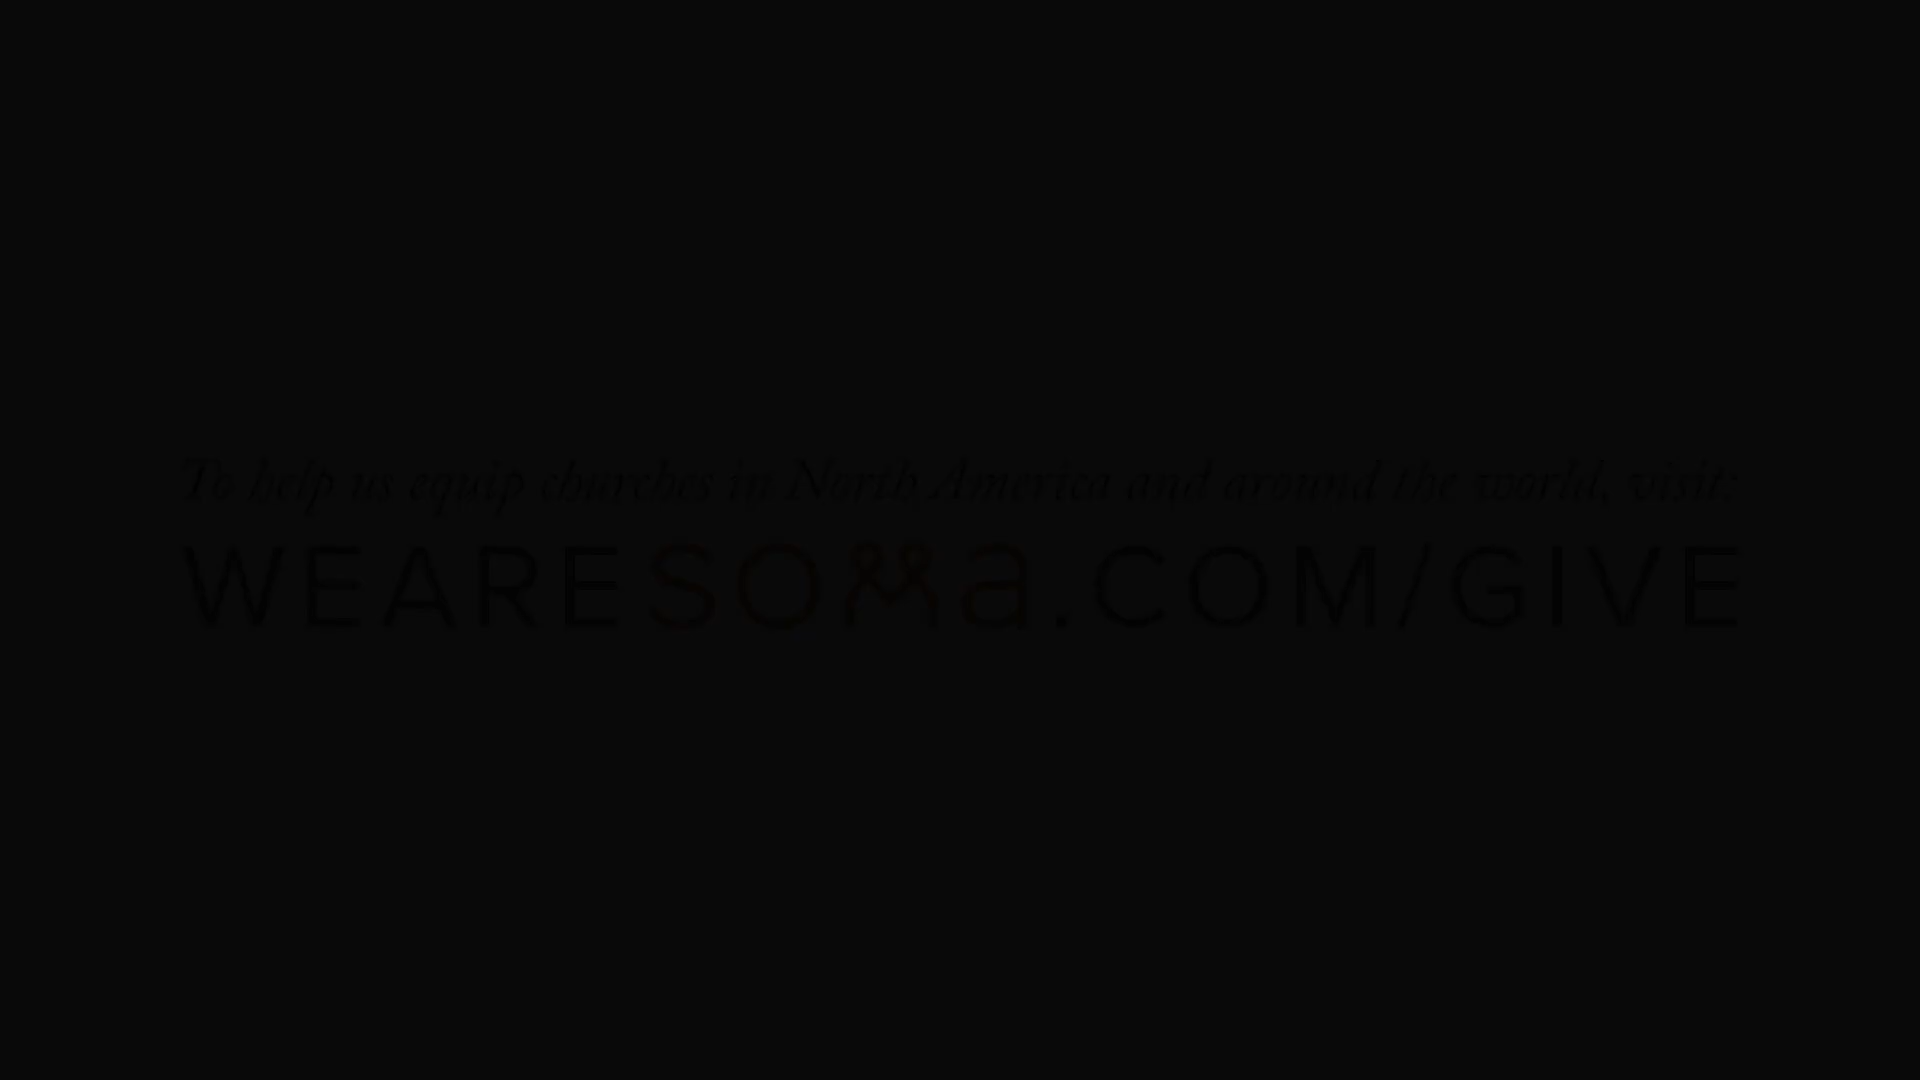 To help us equip churches in North America and around the world, visit:
WEARESOMA.COM/GIVE